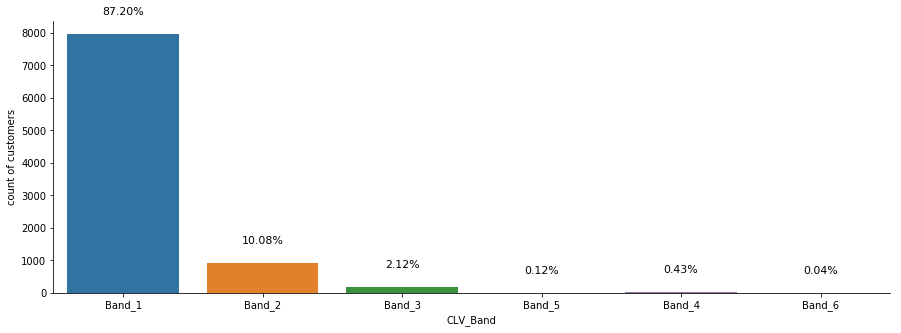 87.20%
10.08%
2.12%
0.12%
0.43%
0.04%
count of customers
8000
7000
6000
5000
4000
3000
2000
1000
0
Band_1
Band_2
Band_3
Band_5
Band_4
Band_6
CLV_Band